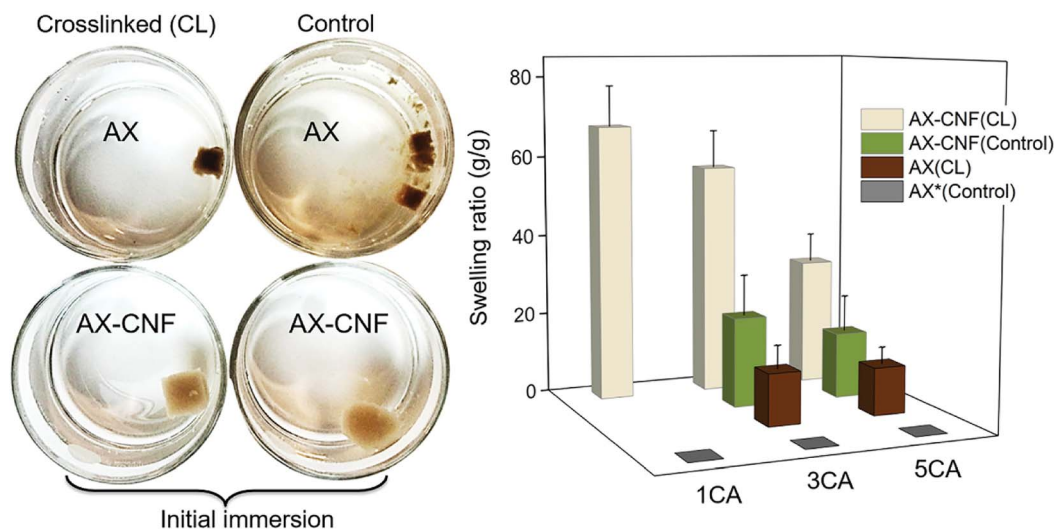 Crosslinked (CL)
Control
AX
AX
AX-CNF
AX-CNF
Initial immersion
Swelling ratio (g/g)
80
60
40
20
0
1CA
3CA
5CA
AX-CNF(CL)
AX-CNF(Control)
AX(CL)
AX*(Control)